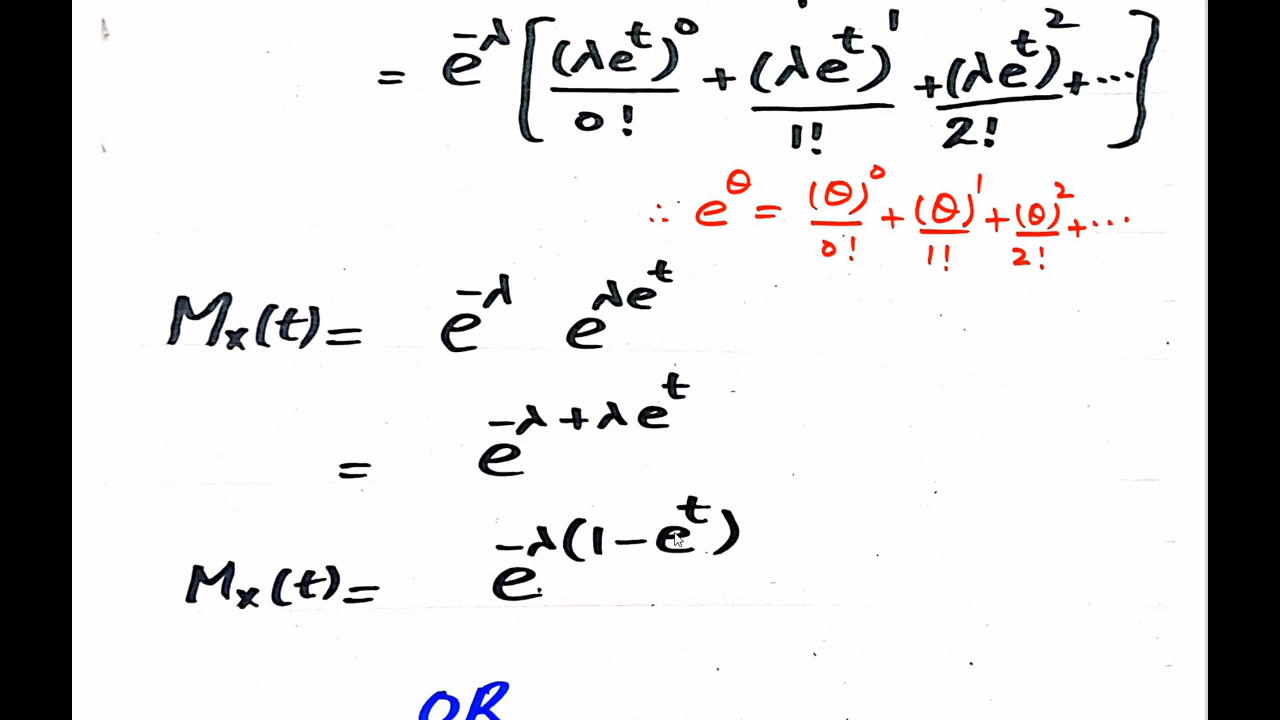 = e^{-λ} [ (λe^t)^0/0! + (λe^t)^1/1! + (λe^t)^2/2! + ... ]
∴ e^θ = (θ)^0/0! + (θ)^1/1! + (θ)^2/2! + ...
M_x(t) = e^{-λ} e^{λe^t}
= e^{-λ+λe^t}
M_x(t) = e^{-λ(1-e^t)}
OR